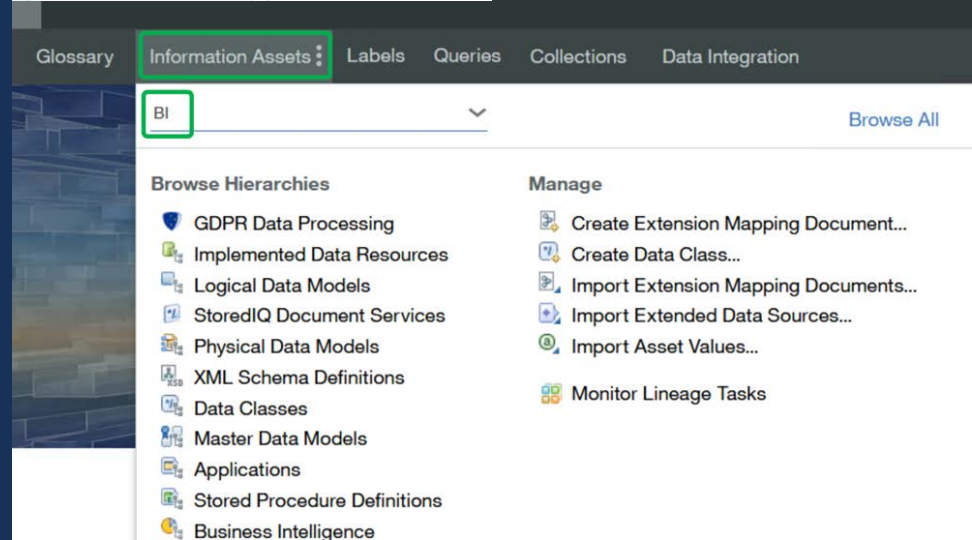 Glossary
Information Assets
Labels
Queries
Collections
Data Integration
BI
Browse All
Browse Hierarchies
GDPR Data Processing
Implemented Data Resources
Logical Data Models
StoredIQ Document Services
Physical Data Models
XML Schema Definitions
Data Classes
Master Data Models
Applications
Stored Procedure Definitions
Business Intelligence
Manage
Create Extension Mapping Document...
Create Data Class...
Import Extension Mapping Documents...
Import Extended Data Sources...
Import Asset Values...
Monitor Lineage Tasks